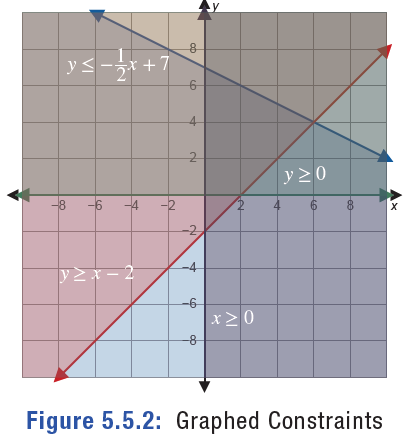 y
8
y ≤ −1/2x + 7
6
4
2
y ≥ 0
−8 −6 −4 −2 2 4 6 8 x
−2
y ≥ x − 2
−4
−6
x ≥ 0
−8
Figure 5.5.2: Graphed Constraints